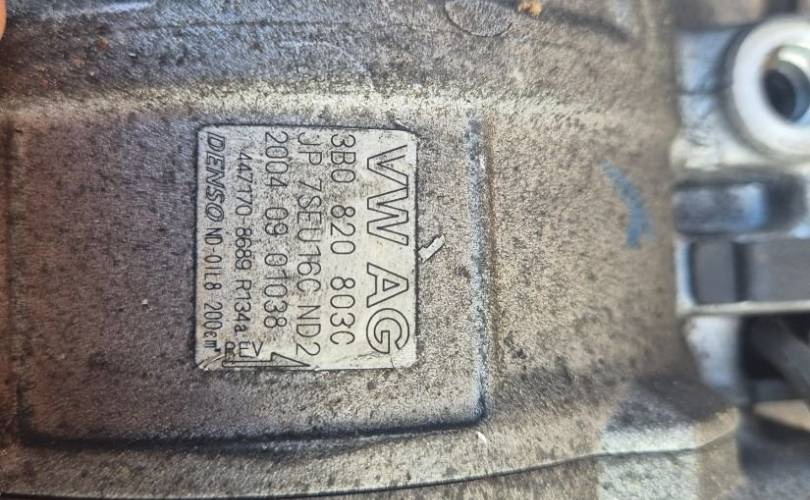 VW AG
3B0 820 803C
JP 7SEU16C ND2
2004 09 01038
447170-8689 R134a
DENSO ND-OIL8 200cm³
REV